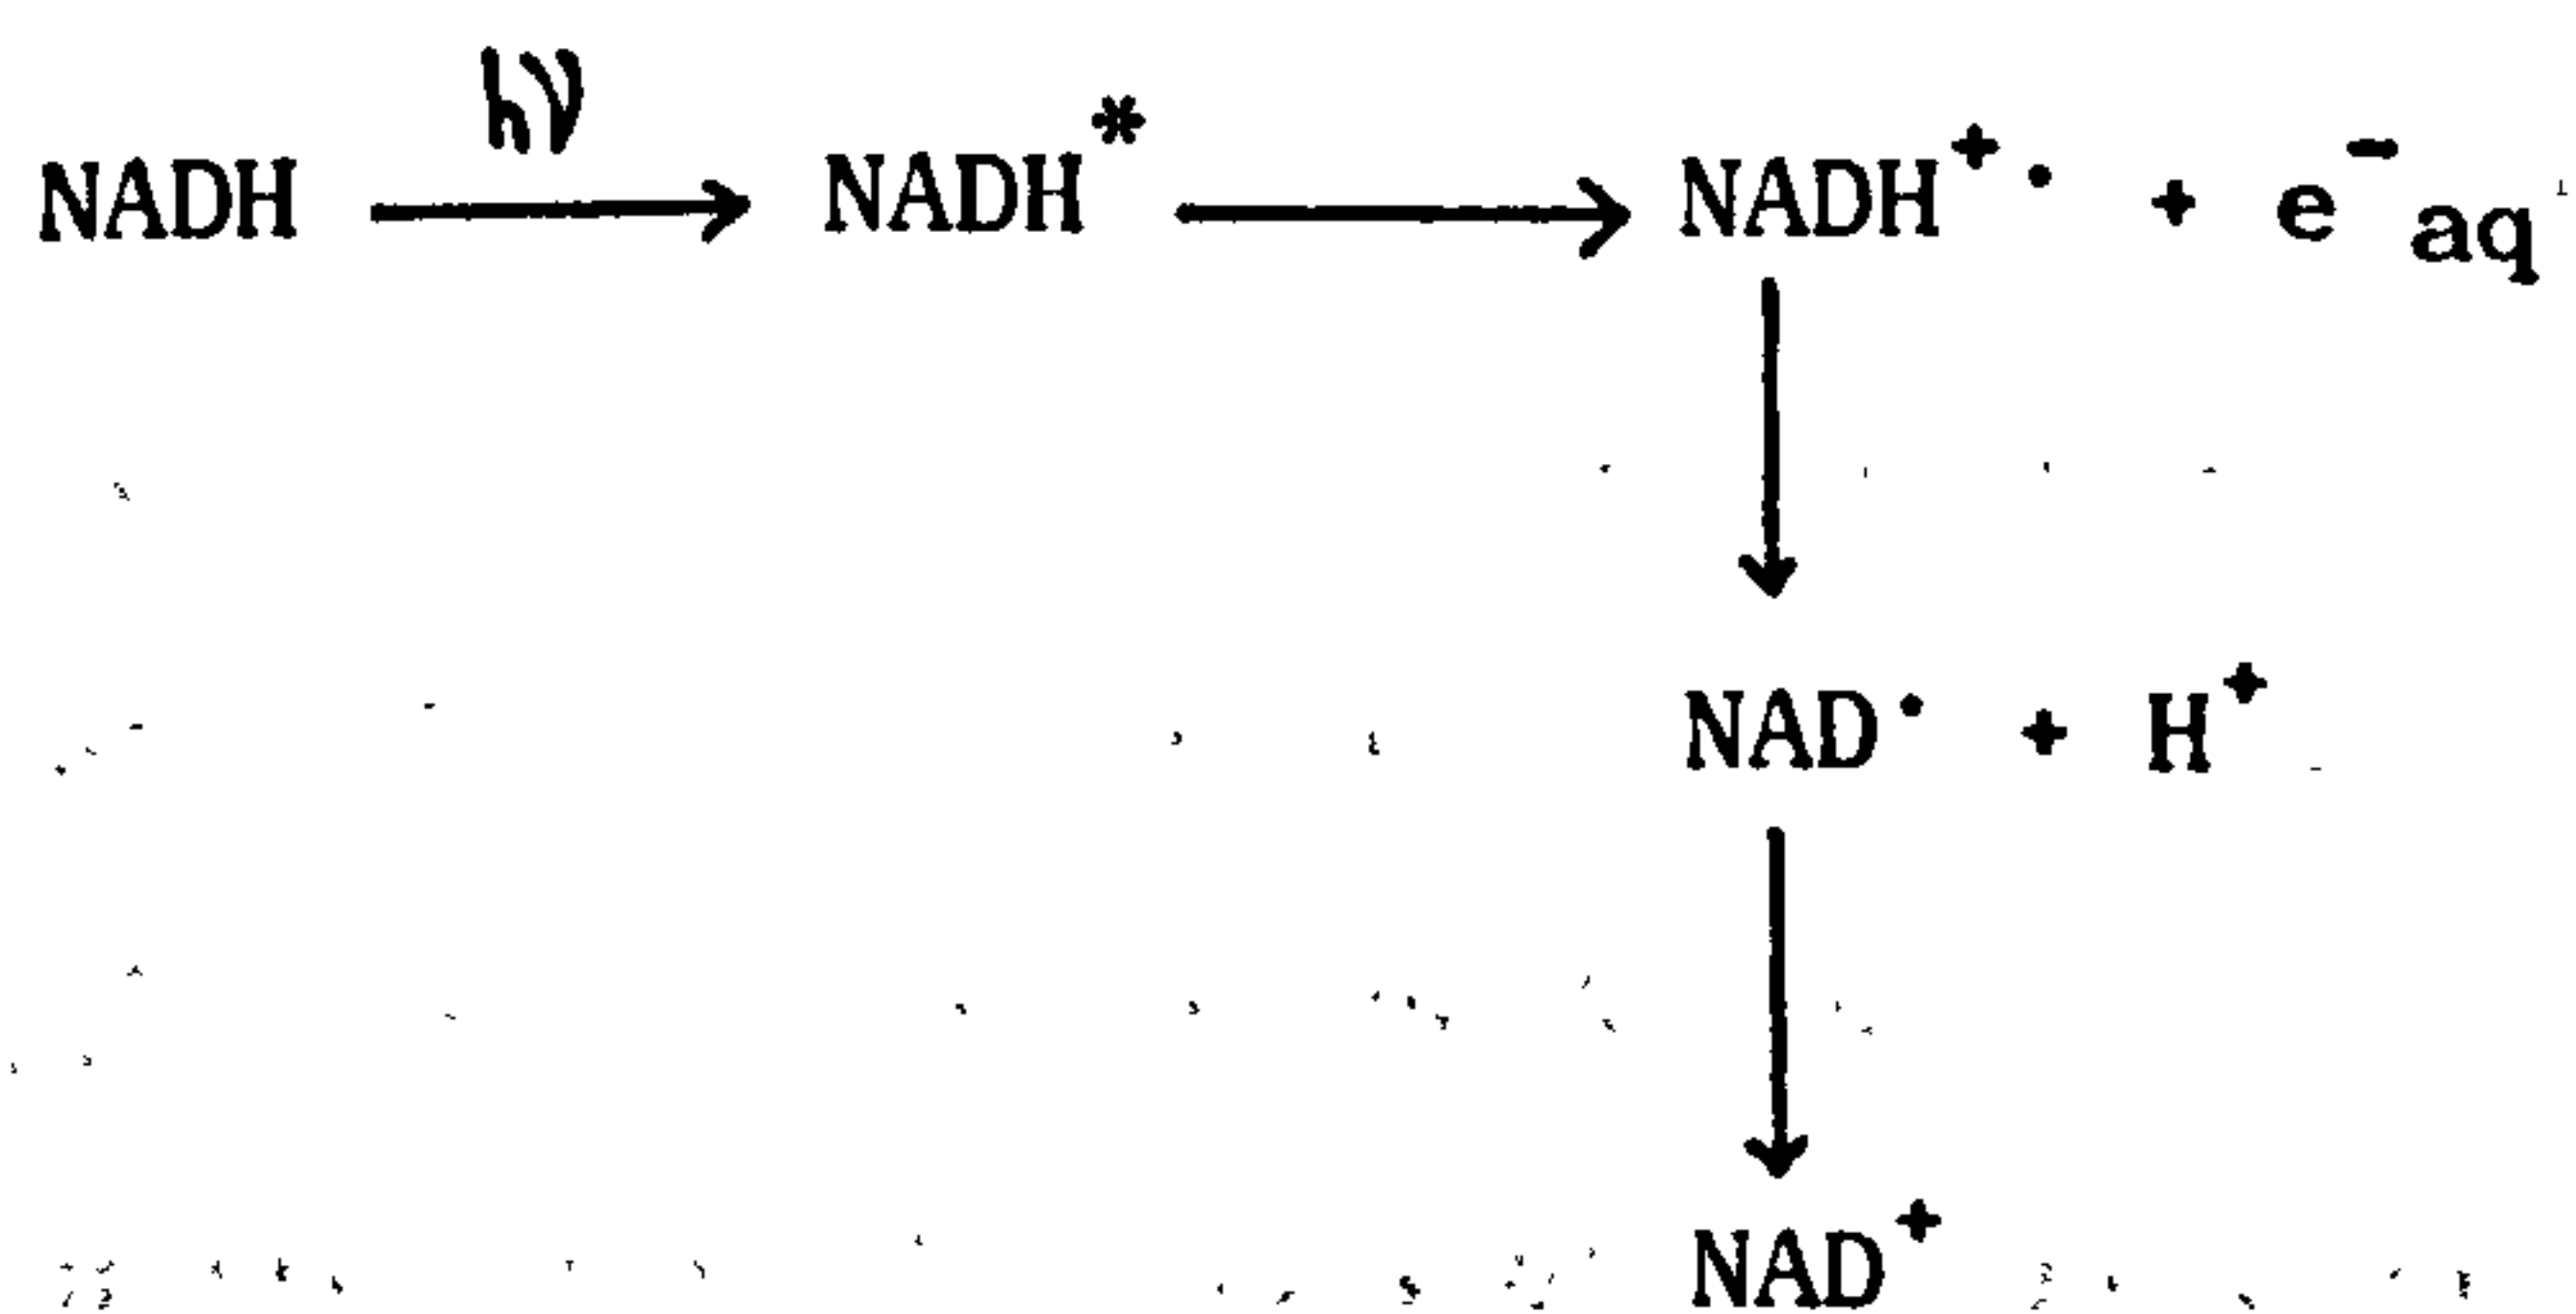 hν
NADH → NADH* → NADH⁺• + e⁻aq
↓
NAD• + H⁺
↓
NAD⁺